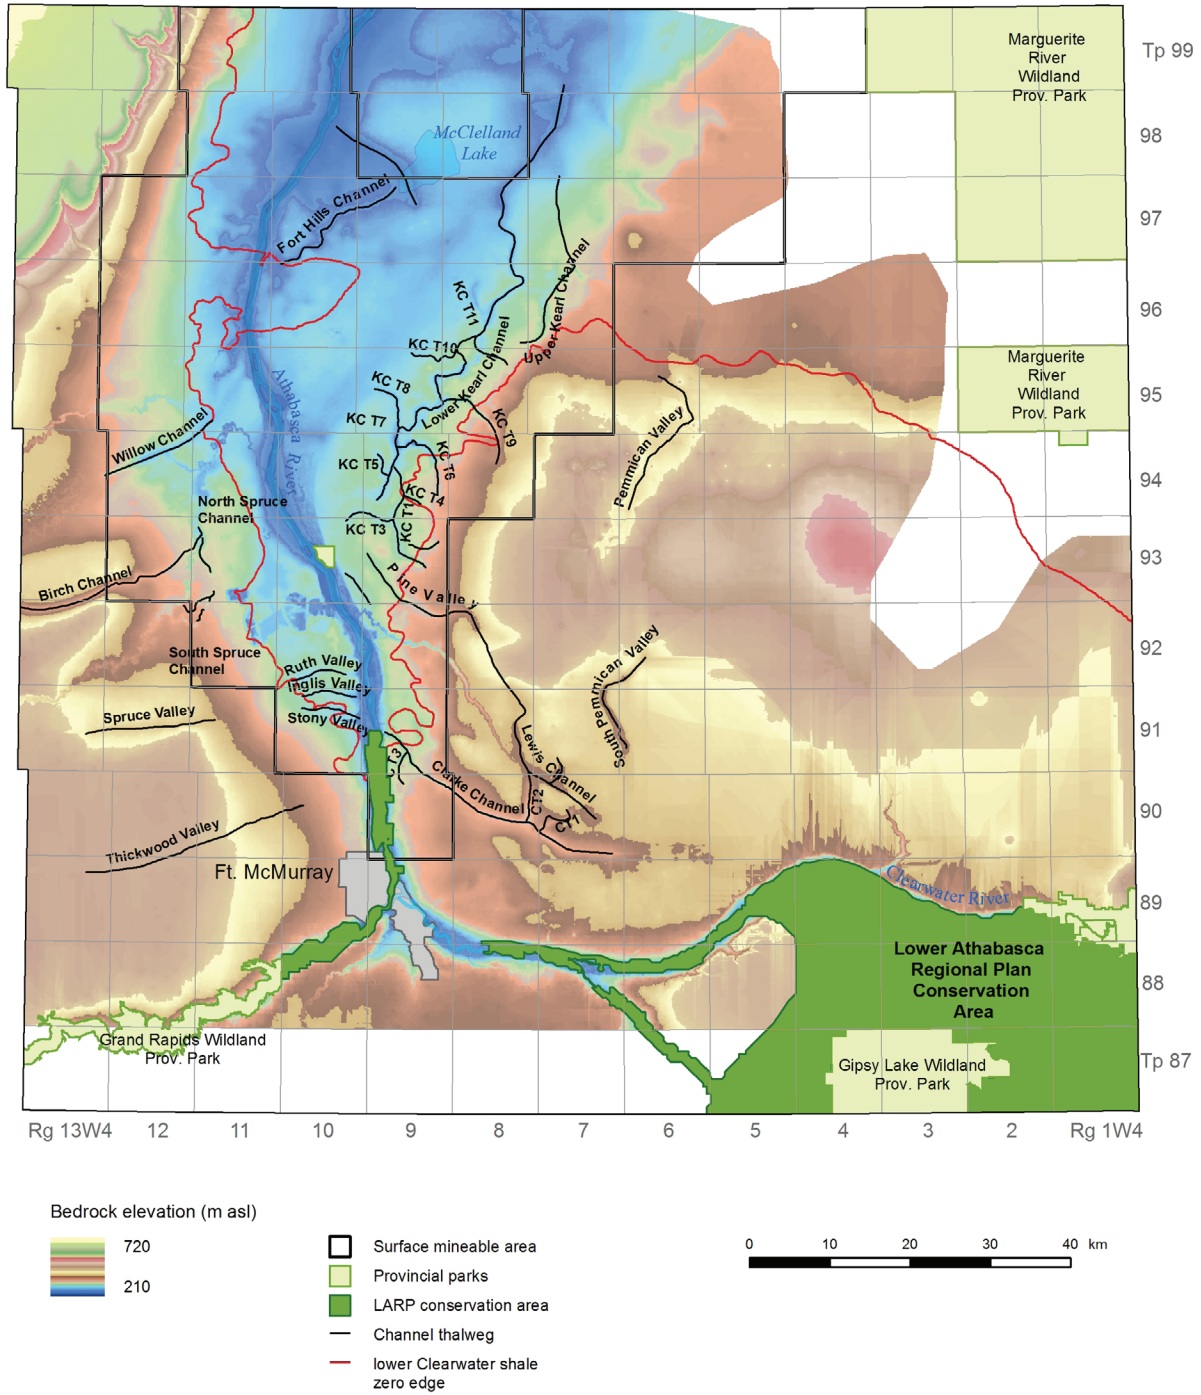 Marguerite
River
Wildland
Prov. Park
Tp 99
McClelland
Lake
98
Fort Hills Channel
97
KC T11
Upper Kearl Channel
96
KC T10
Lower Kearl Channel
Marguerite
River
Wildland
Prov. Park
Athabasca River
KC T8
95
KC T7
KC T9
Willow Channel
Pemmican Valley
KC T5
KC T6
94
North Spruce
Channel
KC T4
KC T1
KC T3
93
Birch Channel
Pine Valley
South Spruce
Channel
Ruth Valley
Inglis Valley
South Pemmican Valley
92
Spruce Valley
Stony Valley
91
CT3
Lewis Channel
Clarke Channel
CT2
CT1
90
Thickwood Valley
Ft. McMurray
Clearwater River
89
Lower Athabasca
Regional Plan
Conservation
Area
88
Grand Rapids Wildland
Prov. Park
Gipsy Lake Wildland
Prov. Park
Tp 87
Rg 13W4 12 11 10 9 8 7 6 5 4 3 2 Rg 1W4
Bedrock elevation (m asl)
720
210
Surface mineable area
Provincial parks
LARP conservation area
Channel thalweg
lower Clearwater shale
zero edge
0 10 20 30 40 km